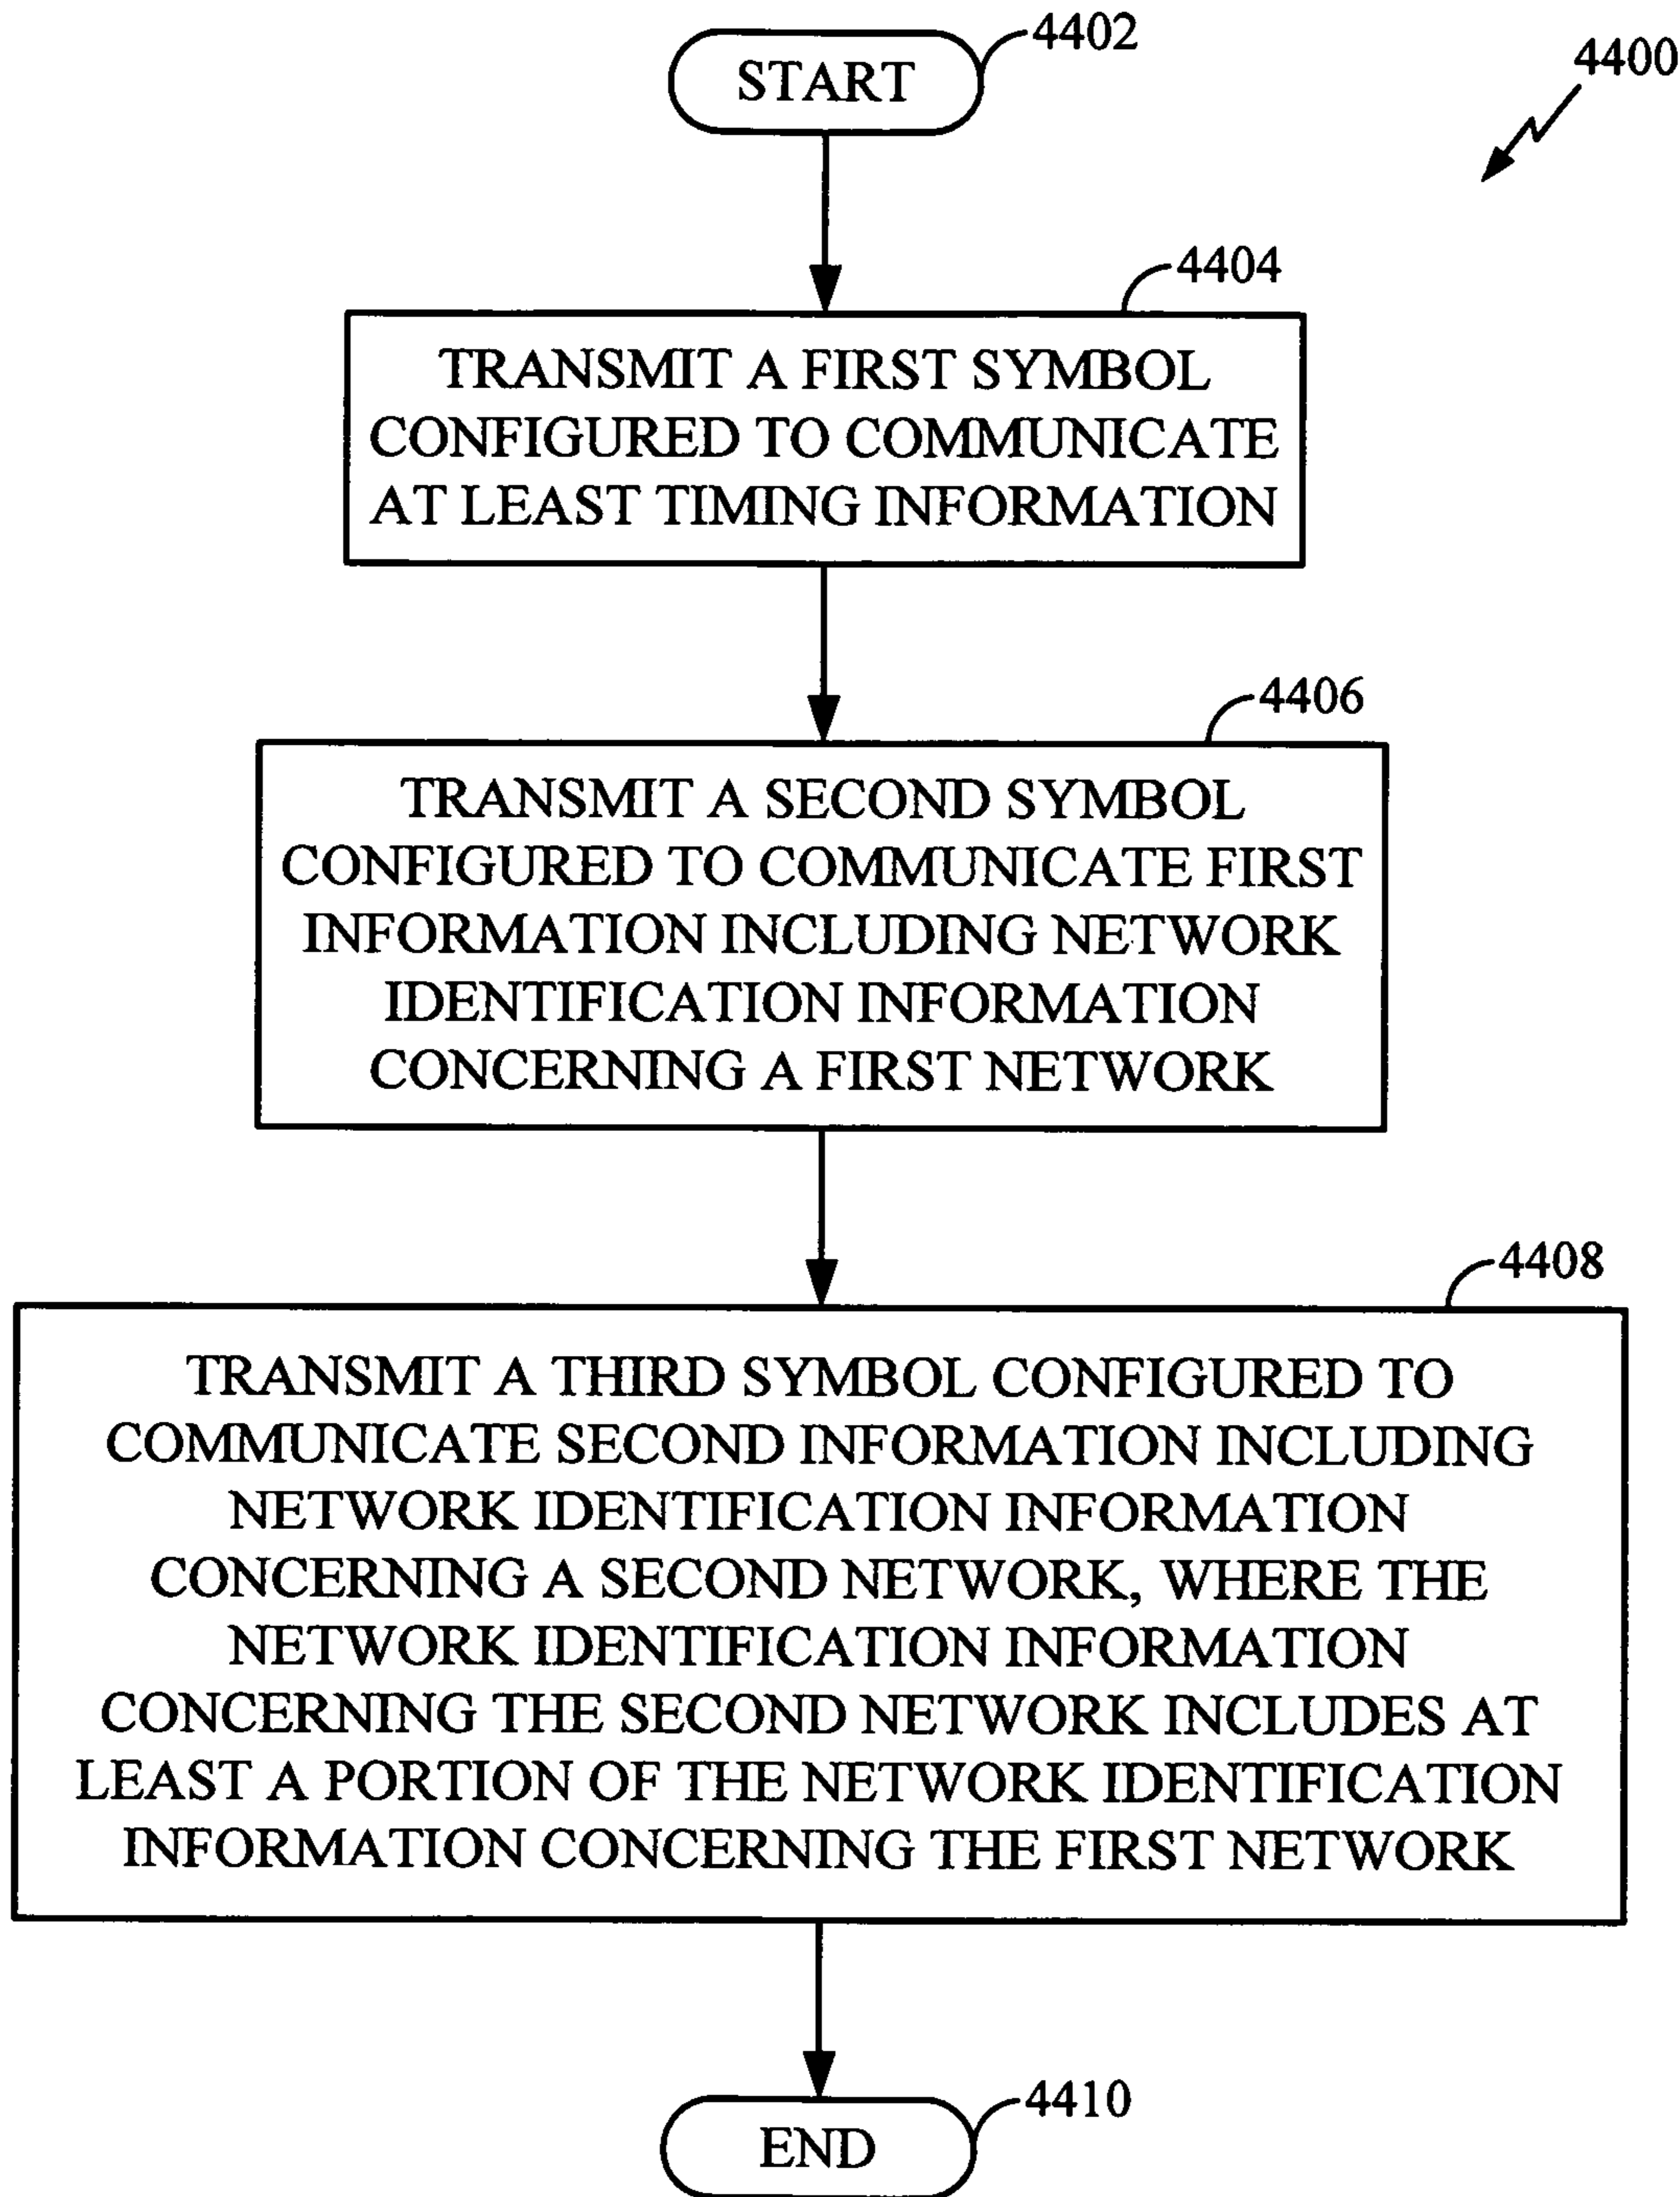 4402
START
4400
4404
TRANSMIT A FIRST SYMBOL
CONFIGURED TO COMMUNICATE
AT LEAST TIMING INFORMATION
4406
TRANSMIT A SECOND SYMBOL
CONFIGURED TO COMMUNICATE FIRST
INFORMATION INCLUDING NETWORK
IDENTIFICATION INFORMATION
CONCERNING A FIRST NETWORK
4408
TRANSMIT A THIRD SYMBOL CONFIGURED TO
COMMUNICATE SECOND INFORMATION INCLUDING
NETWORK IDENTIFICATION INFORMATION
CONCERNING A SECOND NETWORK, WHERE THE
NETWORK IDENTIFICATION INFORMATION
CONCERNING THE SECOND NETWORK INCLUDES AT
LEAST A PORTION OF THE NETWORK IDENTIFICATION
INFORMATION CONCERNING THE FIRST NETWORK
4410
END